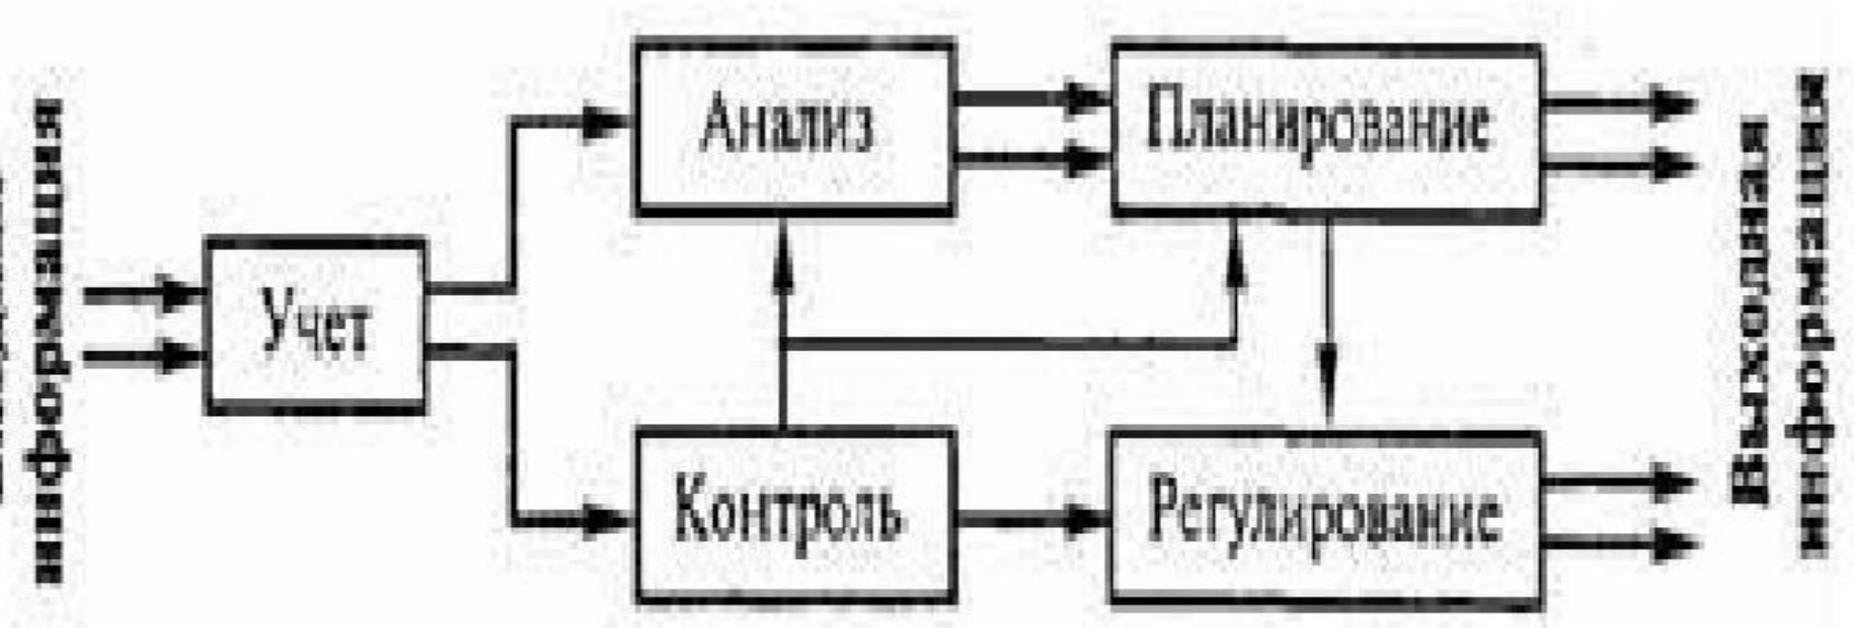 информация
Учет
Анализ
Контроль
Планирование
Регулирование
Выходная
информация